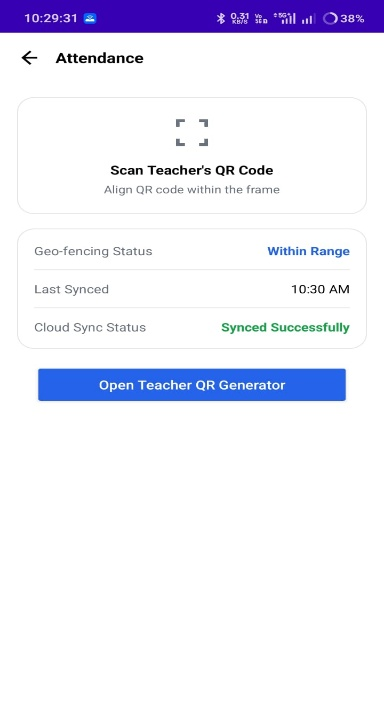 10:29:31
0.31 KB/S 5G 38%
Attendance
Scan Teacher's QR Code
Align QR code within the frame
Geo-fencing Status Within Range
Last Synced 10:30 AM
Cloud Sync Status Synced Successfully
Open Teacher QR Generator